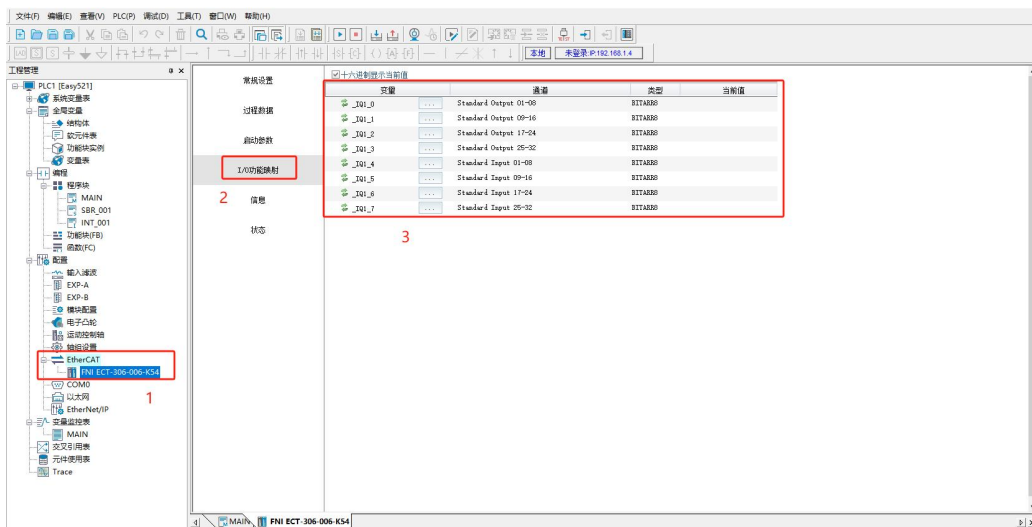 文件(F) 编辑(E) 查看(V) PLC(P) 调试(D) 工具(T) 窗口(W) 帮助(H)
本地 未登录:IP:192.168.1.4
工程管理
PLC1 [Easy521]
系统变量表
全局变量
结构体
软元件表
功能块实例
变量表
编程
程序块
MAIN
SBR_001
INT_001
功能块(FB)
函数(FC)
配置
输入滤波
EXP-A
EXP-B
模块配置
电子凸轮
运动控制轴
轴组设置
EtherCAT
FNI ECT-306-006-K54
COM0
以太网
EtherNet/IP
变量监控表
MAIN
交叉引用表
元件使用表
Trace
1
常规设置
过程数据
启动参数
I/O功能映射
信息
状态
2
十六进制显示当前值
变量 通道 类型 当前值
_IQ1_0 ... Standard Output 01-08 BITARR8
_IQ1_1 ... Standard Output 09-16 BITARR8
_IQ1_2 ... Standard Output 17-24 BITARR8
_IQ1_3 ... Standard Output 25-32 BITARR8
_IQ1_4 ... Standard Input 01-08 BITARR8
_IQ1_5 ... Standard Input 09-16 BITARR8
_IQ1_6 ... Standard Input 17-24 BITARR8
_IQ1_7 ... Standard Input 25-32 BITARR8
3
MAIN FNI ECT-306-006-K54